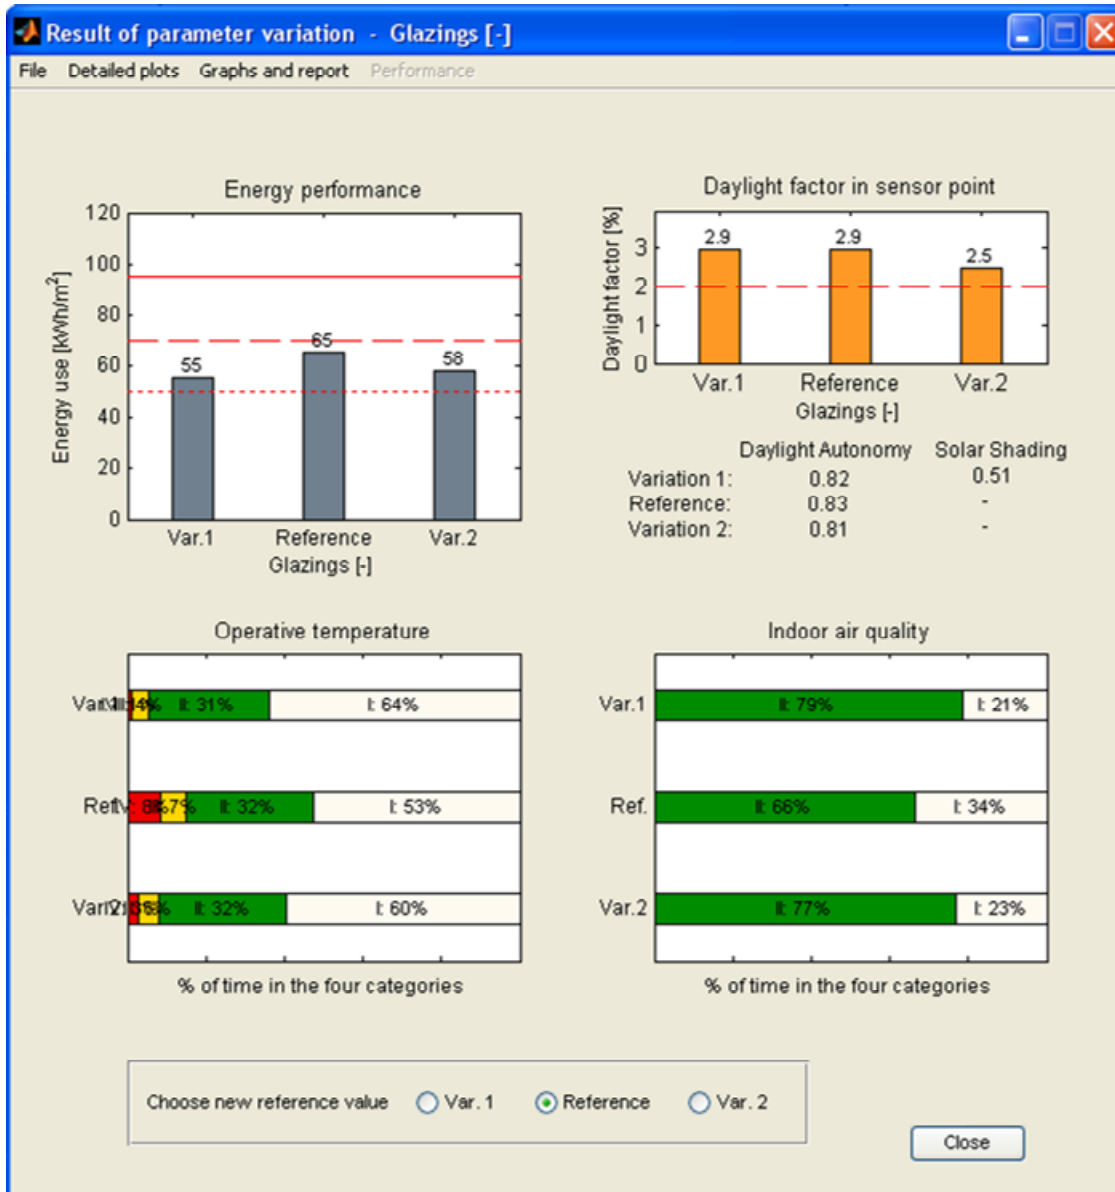 Result of parameter variation - Glazings [-]
File Detailed plots Graphs and report Performance
Energy performance
Energy use [kWh/m²]
120
100
80
60
40
20
0
55
65
58
Var.1 Reference Var.2
Glazings [-]
Daylight factor in sensor point
Daylight factor [%]
3
2
1
0
2.9
2.9
2.5
Var.1 Reference Var.2
Glazings [-]
Daylight Autonomy Solar Shading
Variation 1: 0.82 0.51
Reference: 0.83 -
Variation 2: 0.81 -
Operative temperature
II: 31% I: 64%
Ref. 7% II: 32% I: 53%
II: 32% I: 60%
% of time in the four categories
Indoor air quality
Var.1 II: 79% I: 21%
Ref. II: 66% I: 34%
Var.2 II: 77% I: 23%
% of time in the four categories
Choose new reference value Var. 1 Reference Var. 2
Close